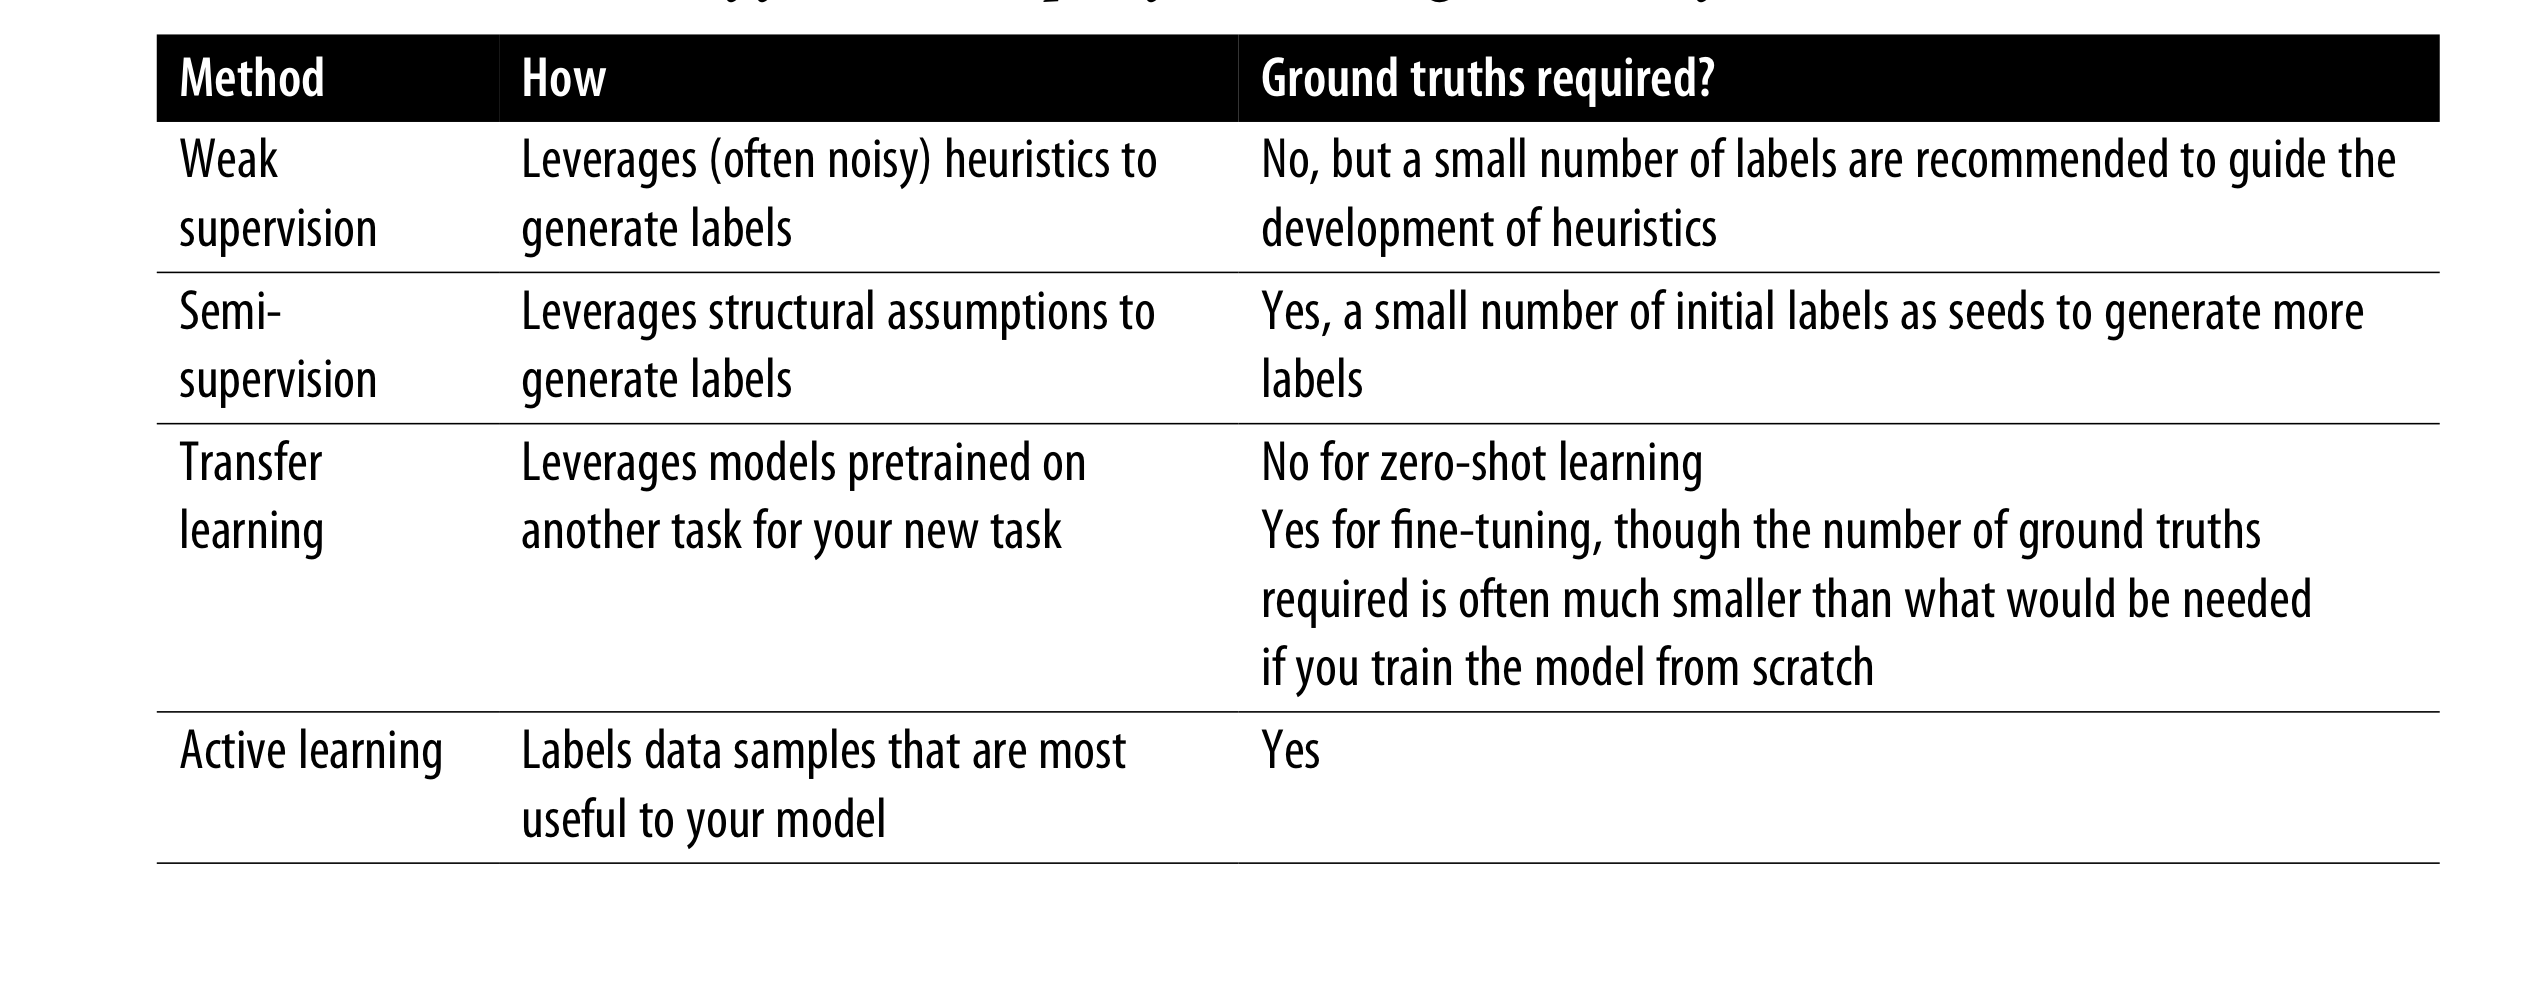 Method How Ground truths required?
Weak supervision Leverages (often noisy) heuristics to generate labels No, but a small number of labels are recommended to guide the development of heuristics
Semi-supervision Leverages structural assumptions to generate labels Yes, a small number of initial labels as seeds to generate more labels
Transfer learning Leverages models pretrained on another task for your new task No for zero-shot learning
Yes for fine-tuning, though the number of ground truths required is often much smaller than what would be needed if you train the model from scratch
Active learning Labels data samples that are most useful to your model Yes